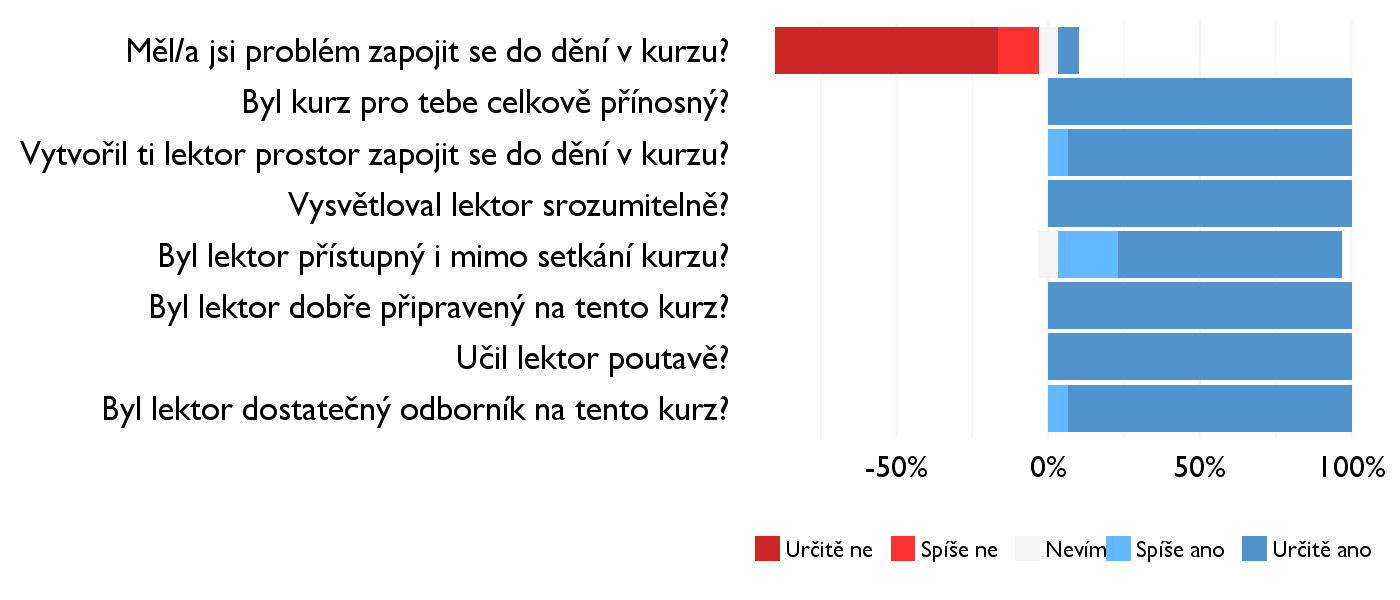 Měl/a jsi problém zapojit se do dění v kurzu?
Byl kurz pro tebe celkově přínosný?
Vytvořil ti lektor prostor zapojit se do dění v kurzu?
Vysvětloval lektor srozumitelně?
Byl lektor přístupný i mimo setkání kurzu?
Byl lektor dobře připravený na tento kurz?
Učil lektor poutavě?
Byl lektor dostatečný odborník na tento kurz?
-50% 0% 50% 100%
Určitě ne Spíše ne Nevím Spíše ano Určitě ano